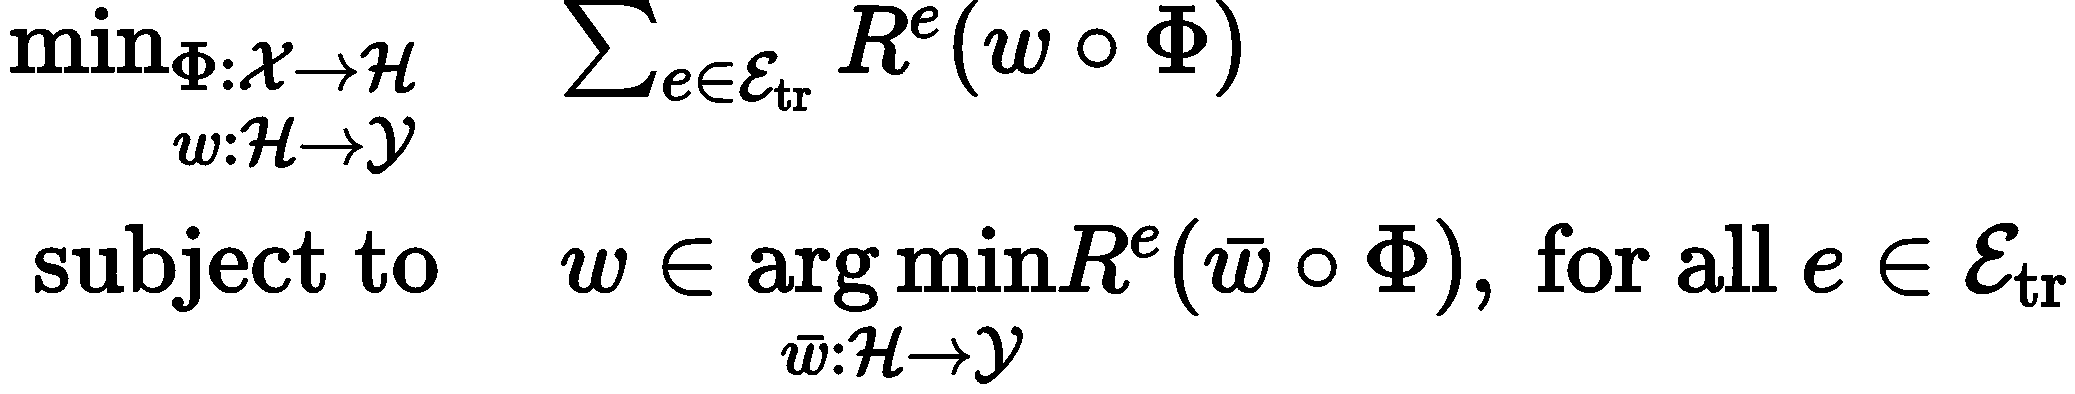 min_{Φ:𝒳→ℋ, w:ℋ→𝒴} ∑_{e∈ℰ_tr} R^e(w ∘ Φ)
subject to w ∈ arg min_{w̄:ℋ→𝒴} R^e(w̄ ∘ Φ), for all e ∈ ℰ_tr